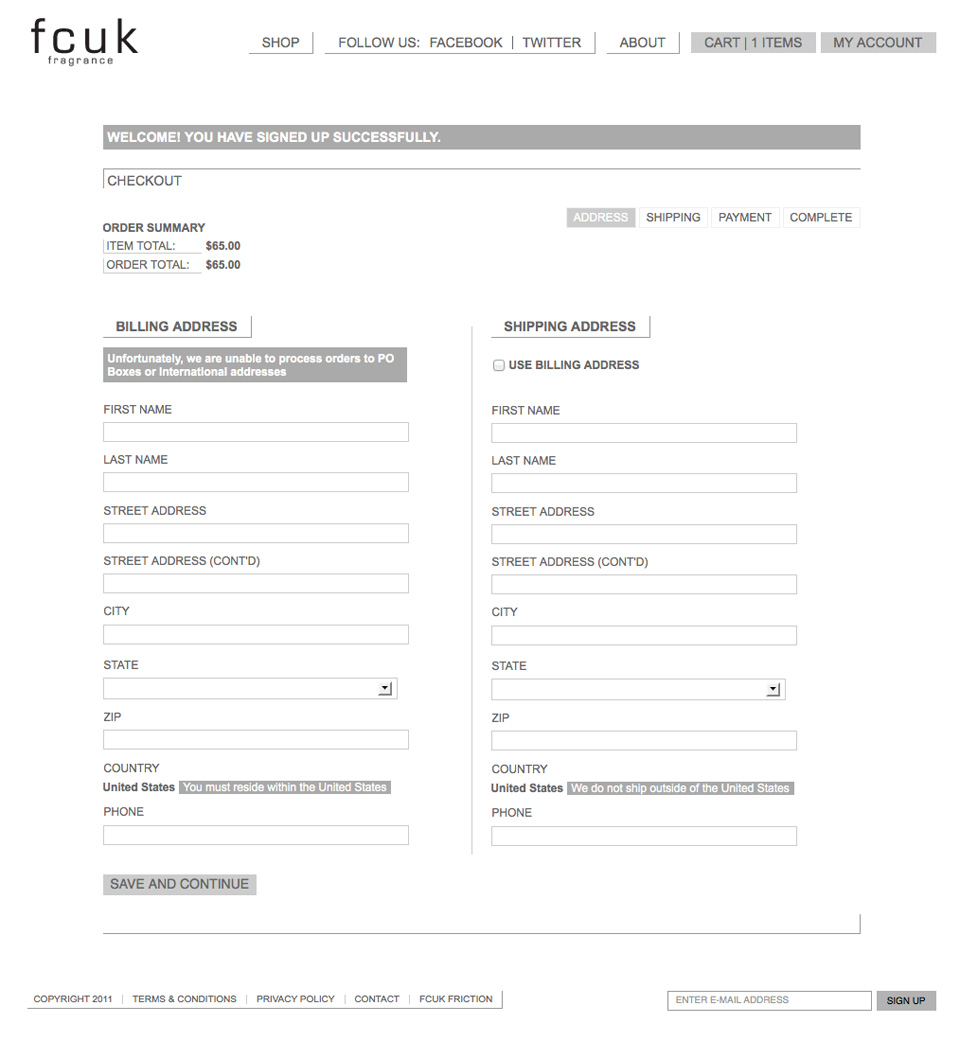 fcuk
fragrance
SHOP
FOLLOW US: FACEBOOK | TWITTER
ABOUT
CART | 1 ITEMS
MY ACCOUNT
WELCOME! YOU HAVE SIGNED UP SUCCESSFULLY.
CHECKOUT
ADDRESS SHIPPING PAYMENT COMPLETE
ORDER SUMMARY
ITEM TOTAL: $65.00
ORDER TOTAL: $65.00
BILLING ADDRESS
Unfortunately, we are unable to process orders to PO
Boxes or International addresses
FIRST NAME
LAST NAME
STREET ADDRESS
STREET ADDRESS (CONT'D)
CITY
STATE
ZIP
COUNTRY
United States You must reside within the United States
PHONE
SHIPPING ADDRESS
USE BILLING ADDRESS
FIRST NAME
LAST NAME
STREET ADDRESS
STREET ADDRESS (CONT'D)
CITY
STATE
ZIP
COUNTRY
United States We do not ship outside of the United States
PHONE
SAVE AND CONTINUE
COPYRIGHT 2011 | TERMS & CONDITIONS | PRIVACY POLICY | CONTACT | FCUK FRICTION
ENTER E-MAIL ADDRESS
SIGN UP